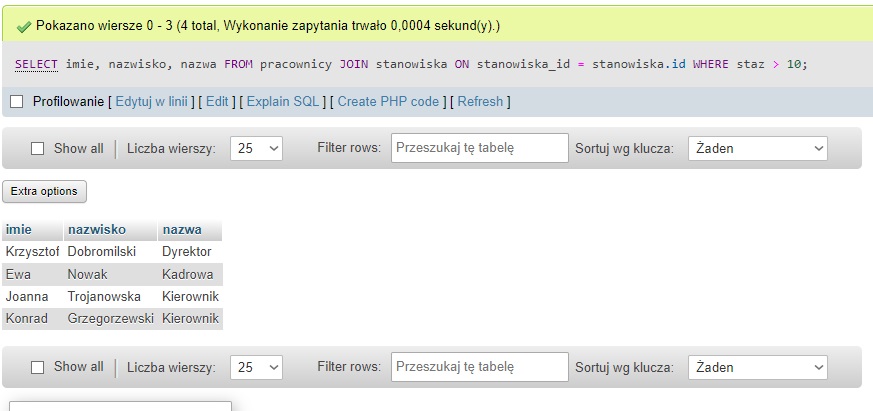 Pokazano wiersze 0 - 3 (4 total, Wykonanie zapytania trwało 0,0004 sekund(y).)
SELECT imie, nazwisko, nazwa FROM pracownicy JOIN stanowiska ON stanowiska_id = stanowiska.id WHERE staz > 10;
Profilowanie [ Edytuj w linii ] [ Edit ] [ Explain SQL ] [ Create PHP code ] [ Refresh ]
Show all Liczba wierszy: 25 Filter rows: Przeszukaj tę tabelę Sortuj wg klucza: Żaden
Extra options
imie nazwisko nazwa
Krzysztof Dobromilski Dyrektor
Ewa Nowak Kadrowa
Joanna Trojanowska Kierownik
Konrad Grzegorzewski Kierownik
Show all Liczba wierszy: 25 Filter rows: Przeszukaj tę tabelę Sortuj wg klucza: Żaden